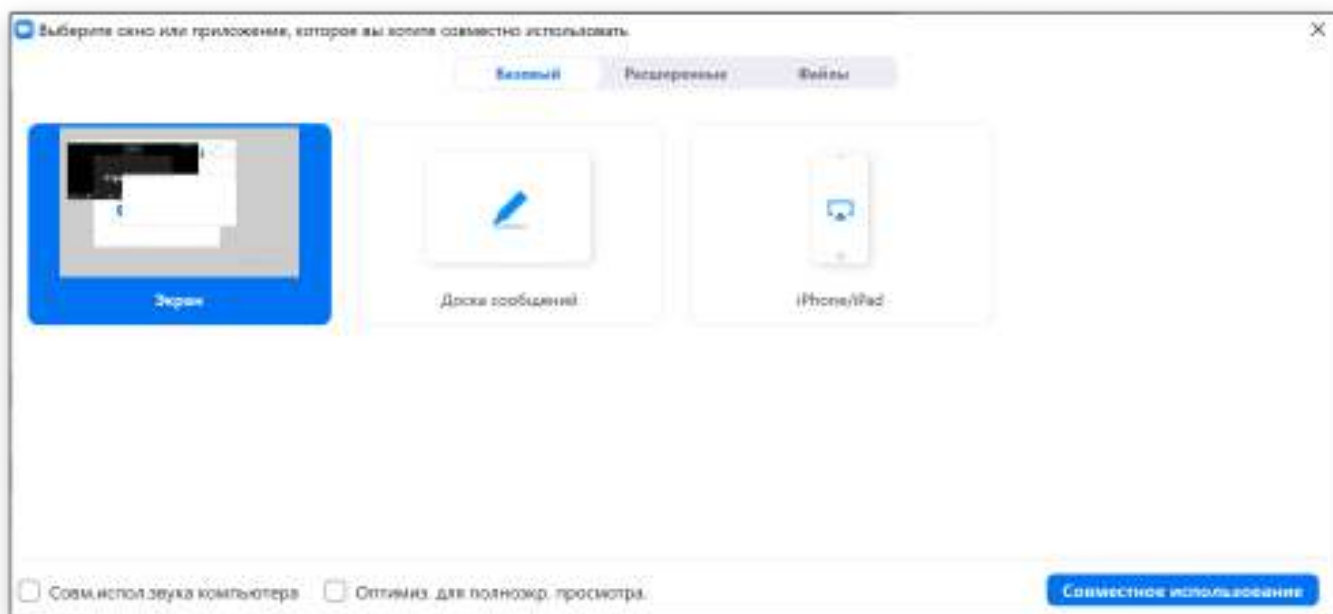 Выберите окно или приложение, которое вы хотите совместно использовать
Базовый Расширенные Файлы
Экран Доска сообщений iPhone/iPad
Совм.испол.звука компьютера Оптимиз. для полноэкр. просмотра.
Совместное использование